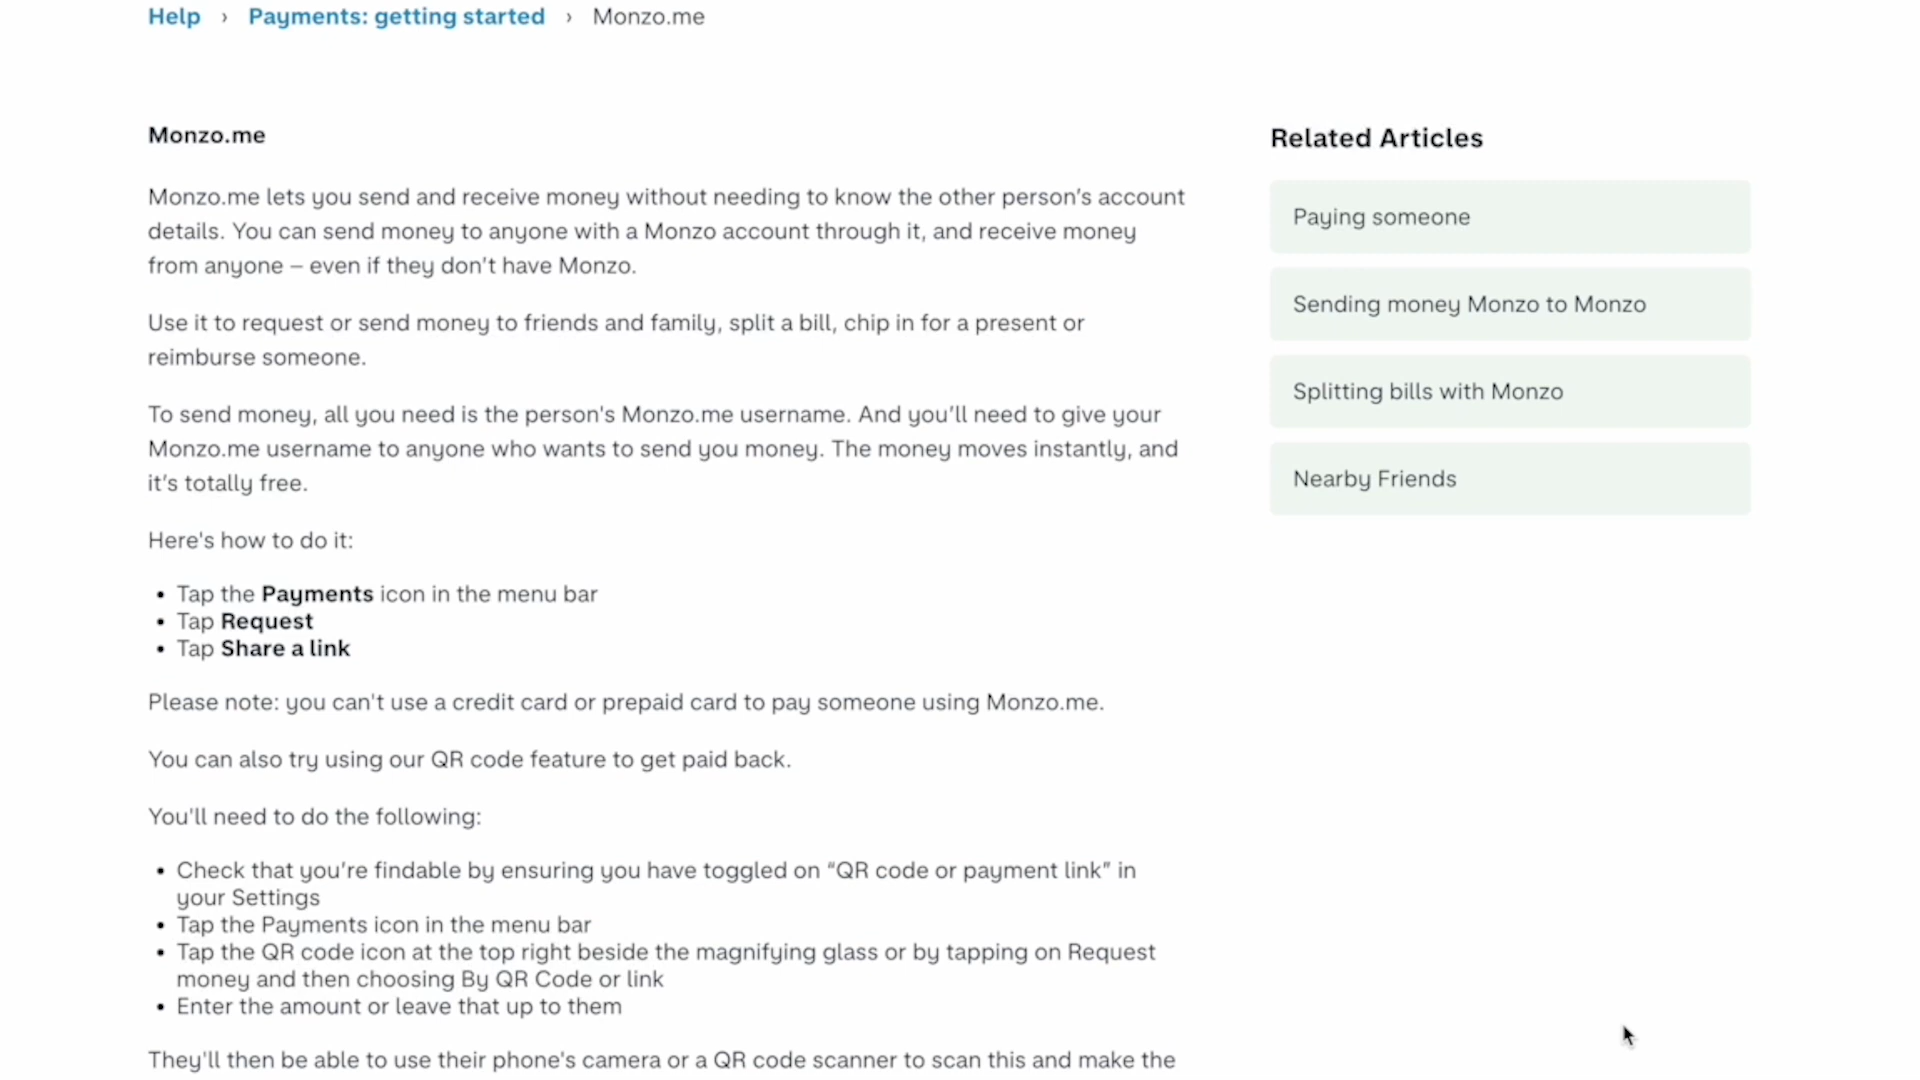 Help › Payments: getting started › Monzo.me
Monzo.me
Monzo.me lets you send and receive money without needing to know the other person’s account
details. You can send money to anyone with a Monzo account through it, and receive money
from anyone – even if they don’t have Monzo.
Use it to request or send money to friends and family, split a bill, chip in for a present or
reimburse someone.
To send money, all you need is the person's Monzo.me username. And you’ll need to give your
Monzo.me username to anyone who wants to send you money. The money moves instantly, and
it’s totally free.
Here's how to do it:
• Tap the Payments icon in the menu bar
• Tap Request
• Tap Share a link
Please note: you can't use a credit card or prepaid card to pay someone using Monzo.me.
You can also try using our QR code feature to get paid back.
You'll need to do the following:
• Check that you’re findable by ensuring you have toggled on “QR code or payment link” in
your Settings
• Tap the Payments icon in the menu bar
• Tap the QR code icon at the top right beside the magnifying glass or by tapping on Request
money and then choosing By QR Code or link
• Enter the amount or leave that up to them
They'll then be able to use their phone's camera or a QR code scanner to scan this and make the
Related Articles
Paying someone
Sending money Monzo to Monzo
Splitting bills with Monzo
Nearby Friends